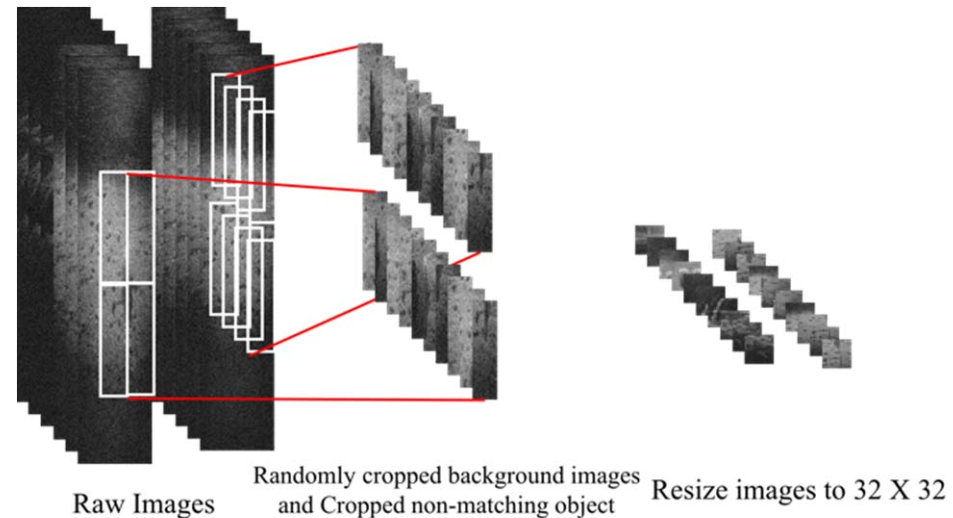 Raw Images
Randomly cropped background images
and Cropped non-matching object
Resize images to 32 X 32